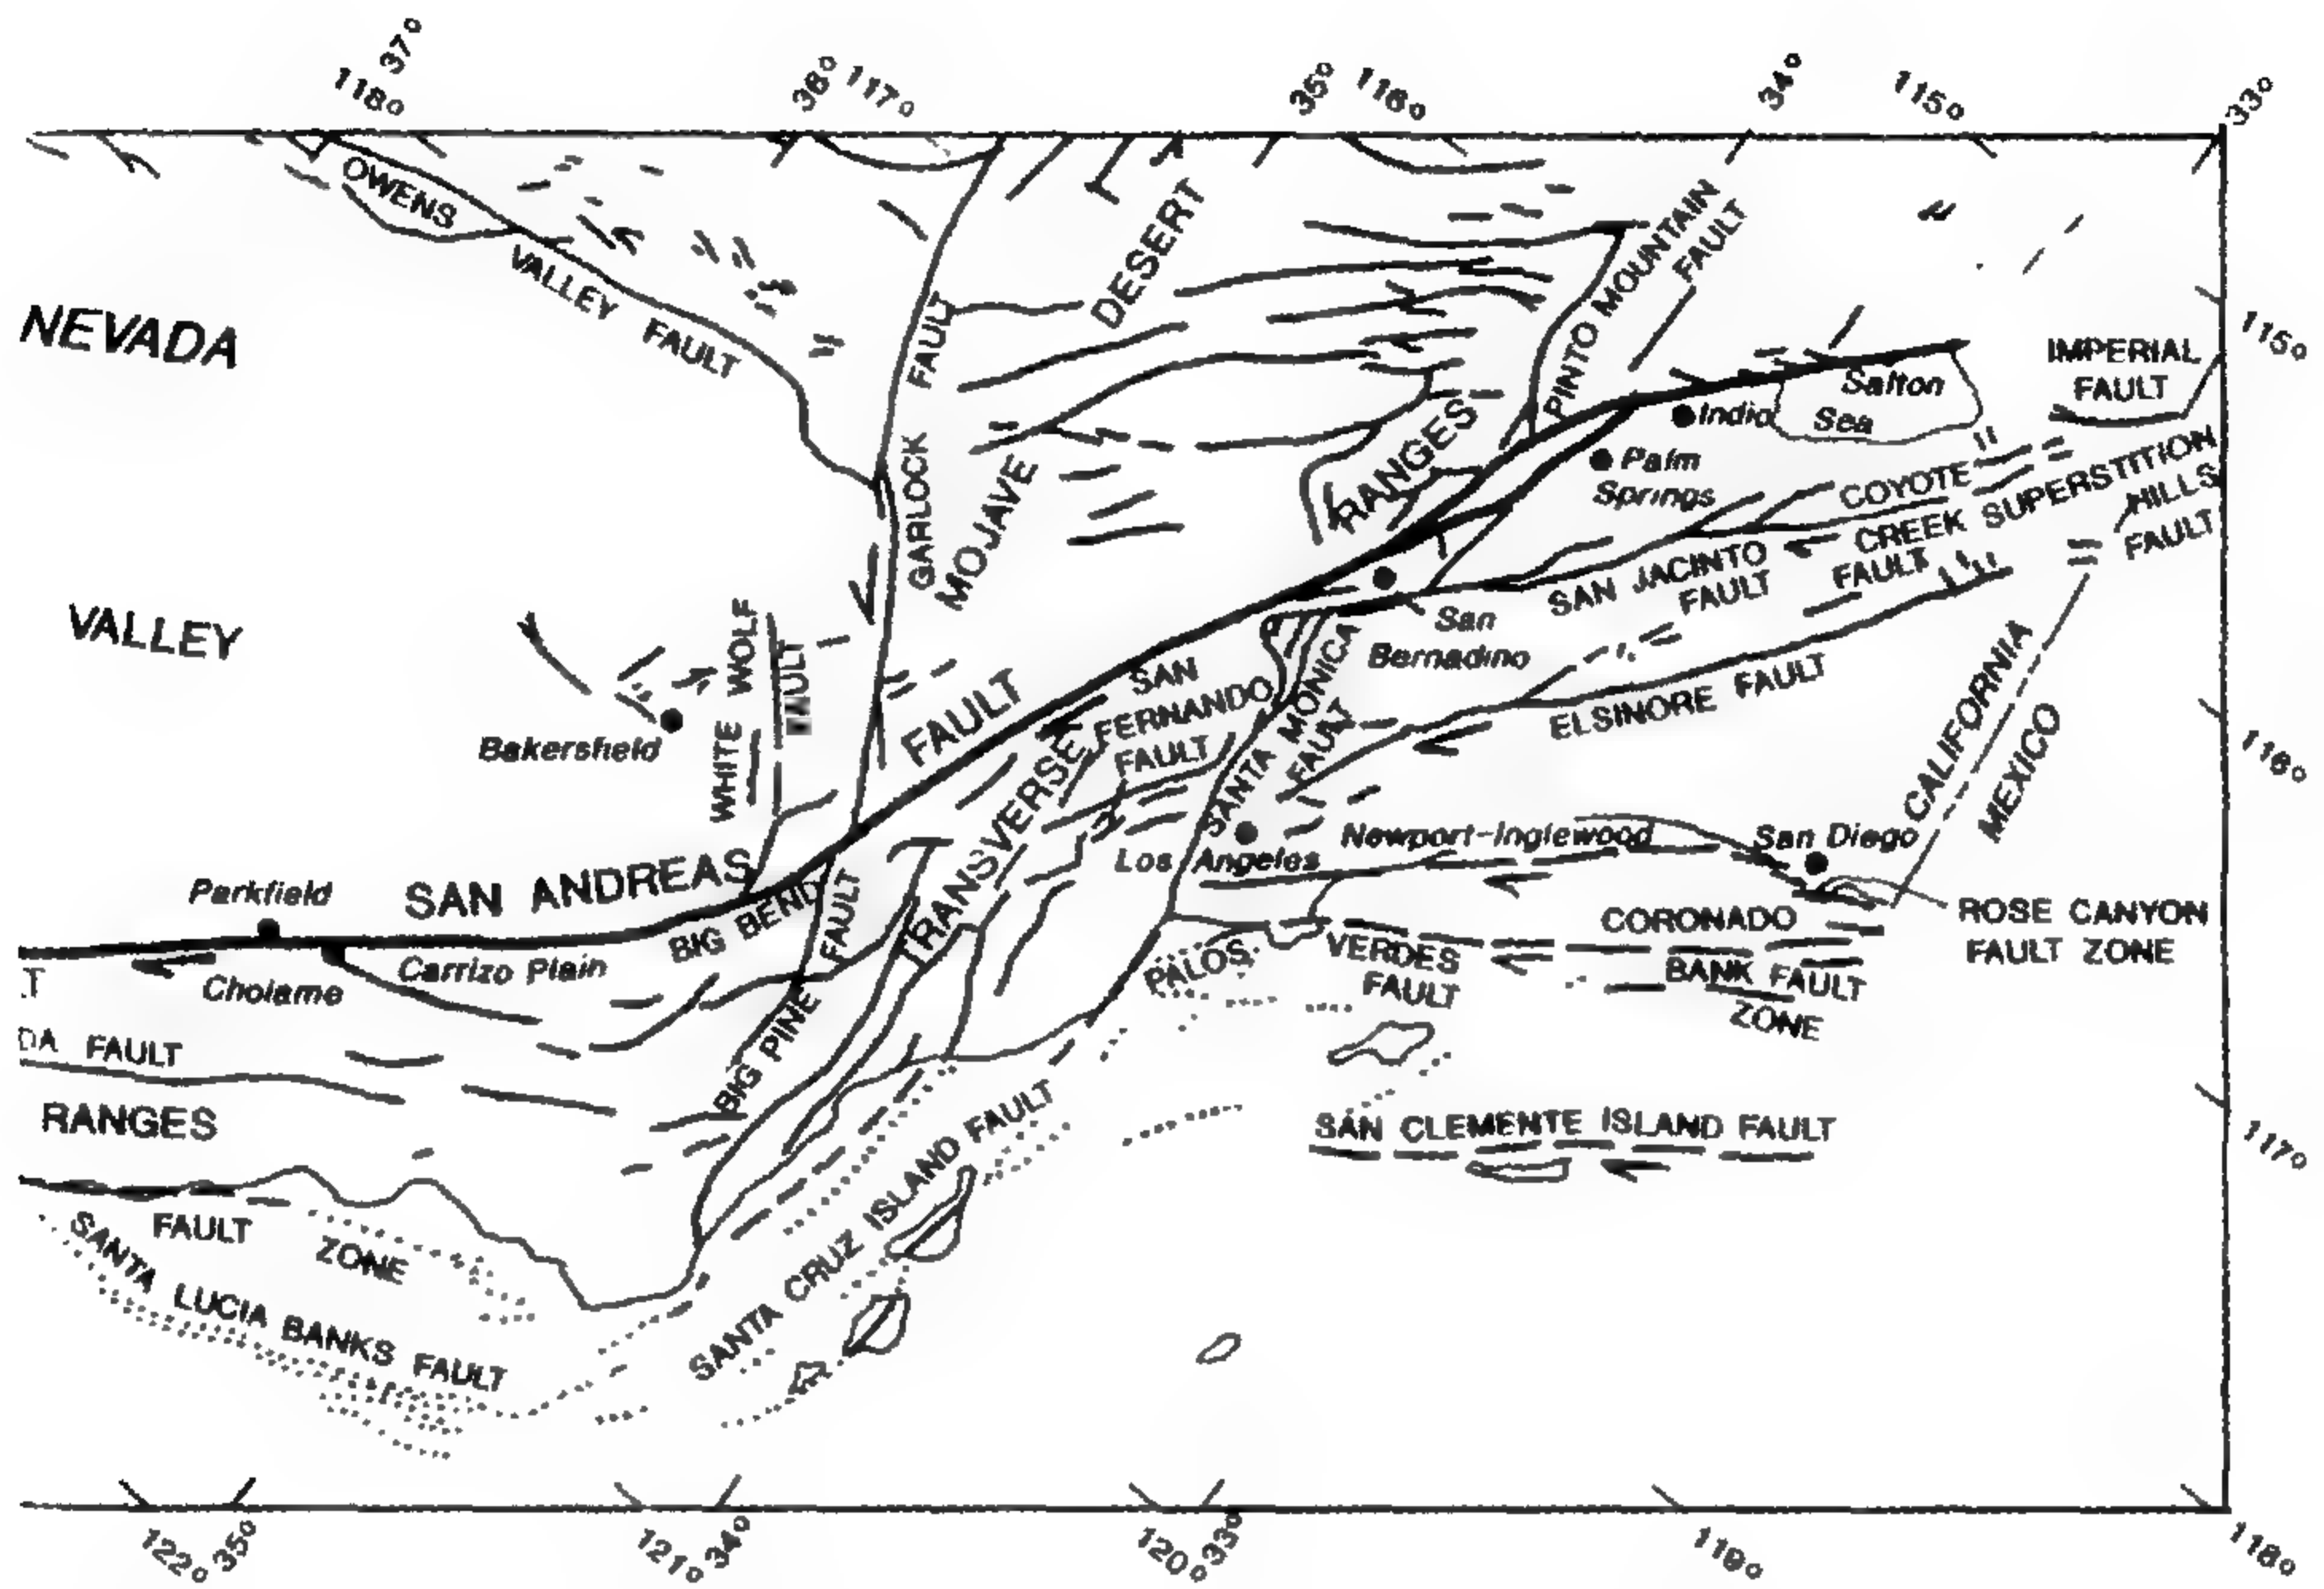 37°
118°
36° 117°
35° 116°
34°
115°
33°
OWENS
VALLEY FAULT
NEVADA
VALLEY
GARLOCK FAULT
MOJAVE DESERT
PINTO MOUNTAIN
FAULT
RANGES
Salton
Sea
Indio
Palm
Springs
IMPERIAL
FAULT
115°
COYOTE
CREEK
FAULT
SUPERSTITION
HILLS
FAULT
SAN JACINTO
FAULT
San
Bernadino
ELSINORE FAULT
CALIFORNIA
MEXICO
116°
WHITE WOLF
FAULT
Bakersfield
SAN
FERNANDO
FAULT
SANTA MONICA
FAULT
TRANSVERSE
Los Angeles
Newport-Inglewood
San Diego
ROSE CANYON
FAULT ZONE
CORONADO
BANK FAULT
ZONE
PALOS VERDES
FAULT
Parkfield
SAN ANDREAS FAULT
BIG BEND
Carrizo Plain
Cholame
BIG PINE FAULT
T
DA FAULT
RANGES
SAN CLEMENTE ISLAND FAULT
117°
SANTA CRUZ ISLAND FAULT
FAULT
ZONE
SANTA LUCIA BANKS FAULT
122° 35°
121° 34°
120° 33°
119°
118°